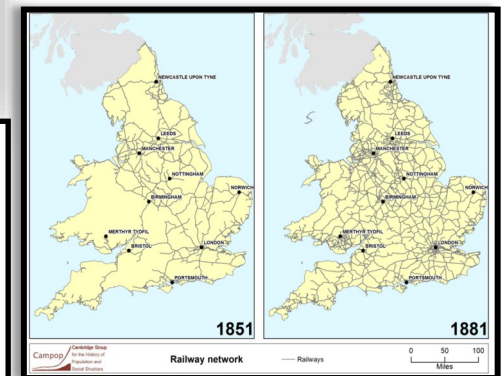 NEWCASTLE UPON TYNE
LEEDS
MANCHESTER
NOTTINGHAM
NORWICH
BIRMINGHAM
MERTHYR TYDFIL
BRISTOL
LONDON
PORTSMOUTH
1851
NEWCASTLE UPON TYNE
LEEDS
MANCHESTER
NOTTINGHAM
NORWICH
BIRMINGHAM
MERTHYR TYDFIL
BRISTOL
LONDON
PORTSMOUTH
1881
Campop
Cambridge Group
for the History of
Population and
Social Structure
Railway network
Railways
0 50 100
Miles